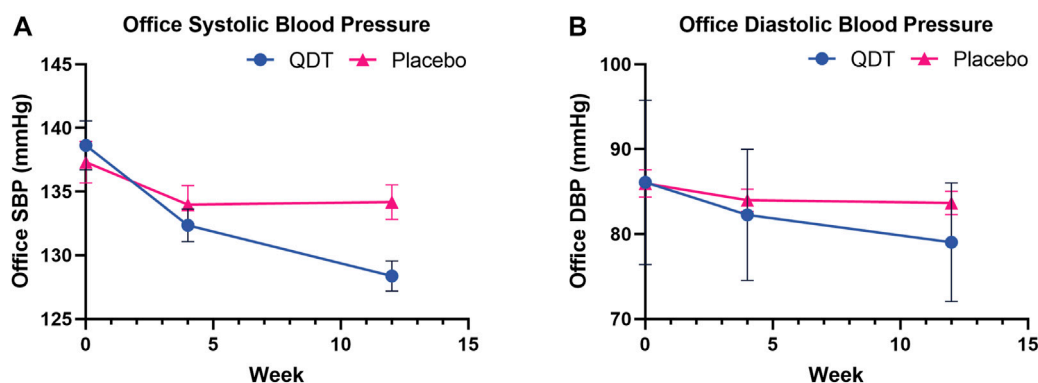 A
Office Systolic Blood Pressure
QDT
Placebo
Office SBP (mmHg)
145
140
135
130
125
0
5
10
15
Week
B
Office Diastolic Blood Pressure
QDT
Placebo
Office DBP (mmHg)
100
90
80
70
0
5
10
15
Week